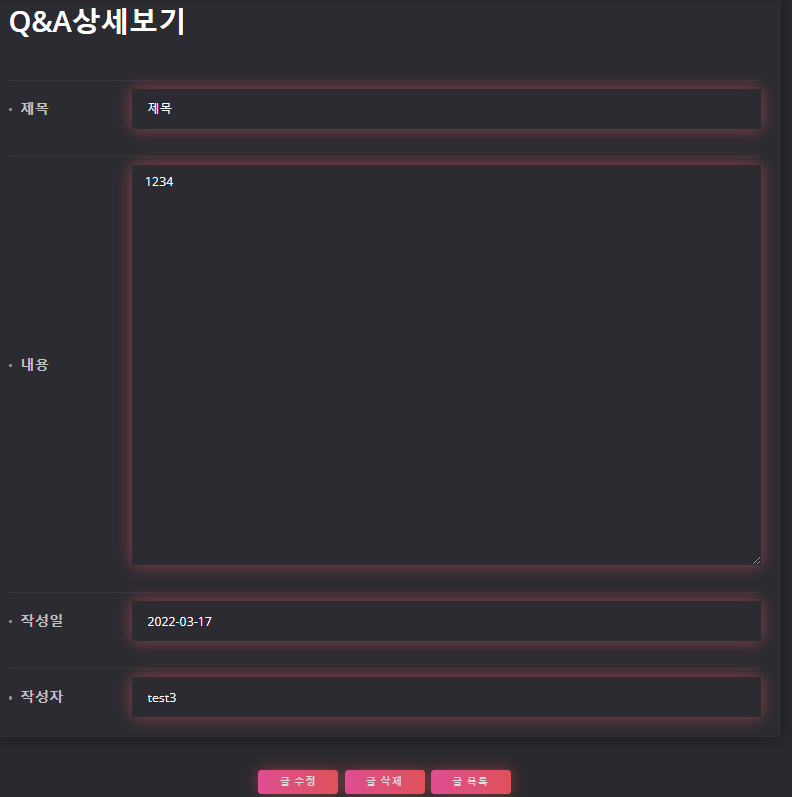 Q&A상세보기
• 제목
제목
• 내용
1234
• 작성일
2022-03-17
• 작성자
test3
글 수정 글 삭제 글 목록